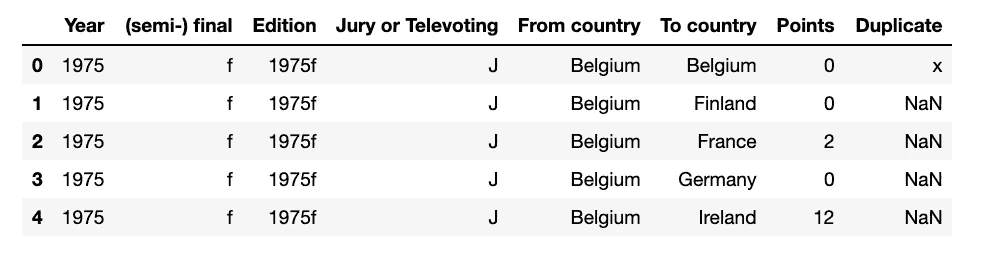 Year (semi-) final Edition Jury or Televoting From country To country Points Duplicate
0 1975 f 1975f J Belgium Belgium 0 x
1 1975 f 1975f J Belgium Finland 0 NaN
2 1975 f 1975f J Belgium France 2 NaN
3 1975 f 1975f J Belgium Germany 0 NaN
4 1975 f 1975f J Belgium Ireland 12 NaN